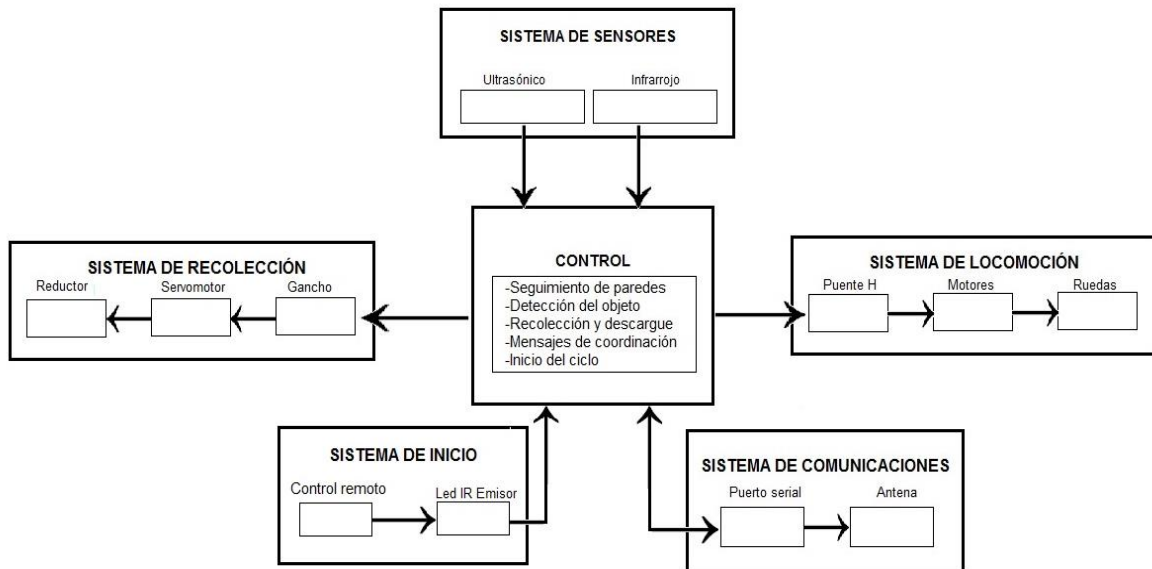 SISTEMA DE SENSORES
Ultrasónico
Infrarrojo
SISTEMA DE RECOLECCIÓN
Reductor
Servomotor
Gancho
CONTROL
-Seguimiento de paredes
-Detección del objeto
-Recolección y descargue
-Mensajes de coordinación
-Inicio del ciclo
SISTEMA DE LOCOMOCIÓN
Puente H
Motores
Ruedas
SISTEMA DE INICIO
Control remoto
Led IR Emisor
SISTEMA DE COMUNICACIONES
Puerto serial
Antena